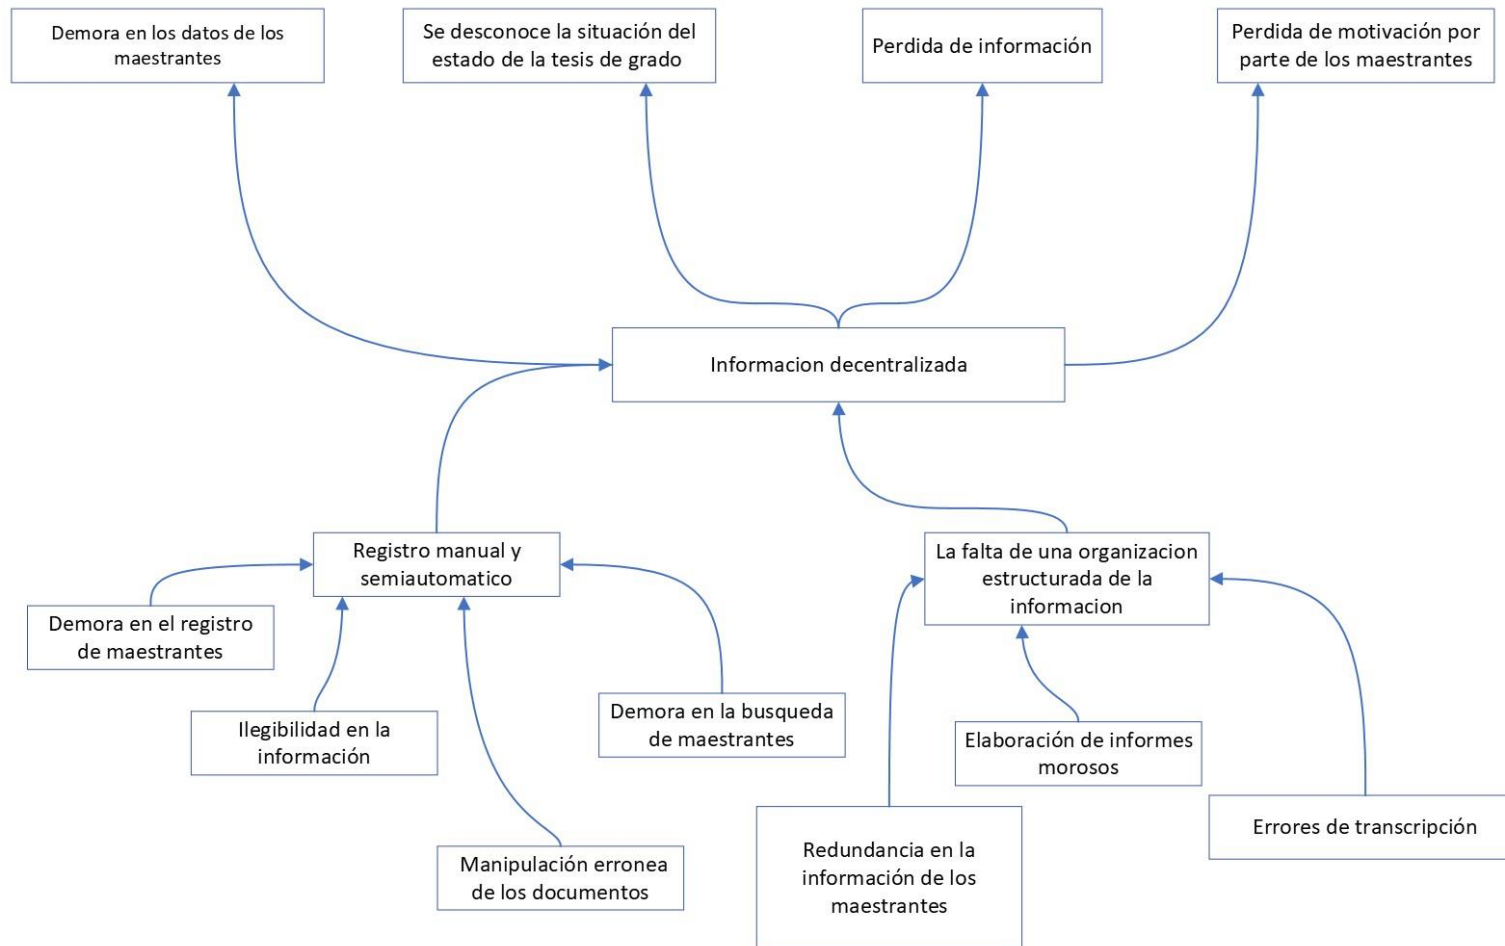 Demora en los datos de los
maestrantes
Se desconoce la situación del
estado de la tesis de grado
Perdida de información
Perdida de motivación por
parte de los maestrantes
Informacion decentralizada
Registro manual y
semiautomatico
La falta de una organizacion
estructurada de la
informacion
Demora en el registro
de maestrantes
Ilegibilidad en la
información
Demora en la busqueda
de maestrantes
Elaboración de informes
morosos
Errores de transcripción
Manipulación erronea
de los documentos
Redundancia en la
información de los
maestrantes